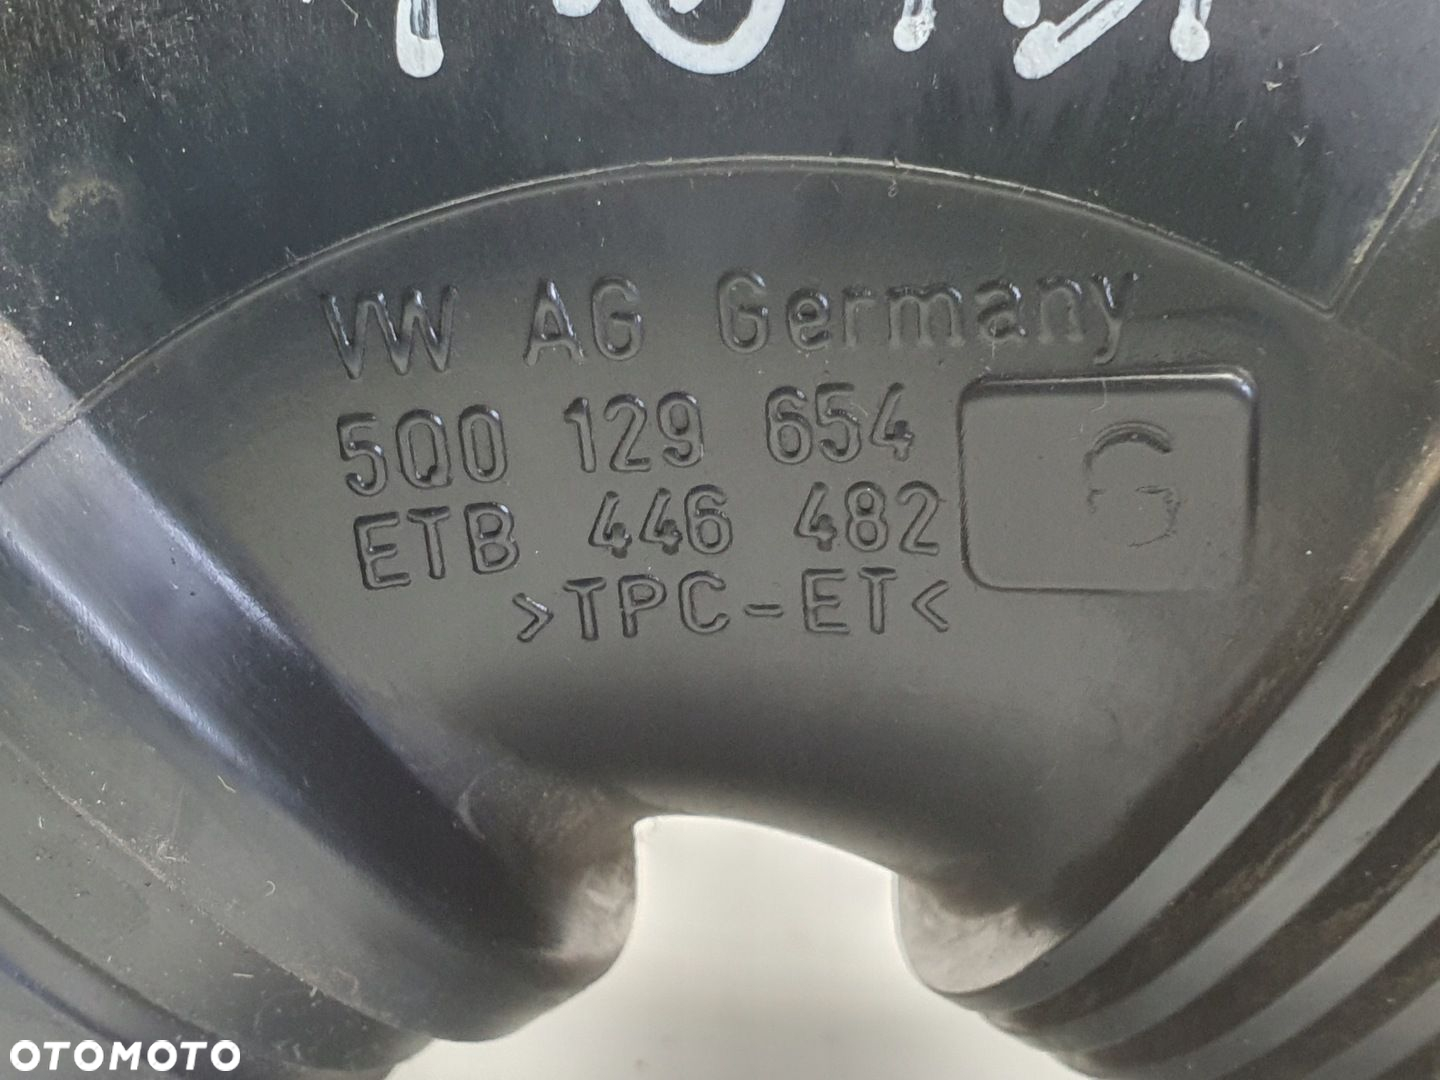 VW AG Germany
5Q0 129 654
ETB 446 482
>TPC-ET<
G
OTOMOTO